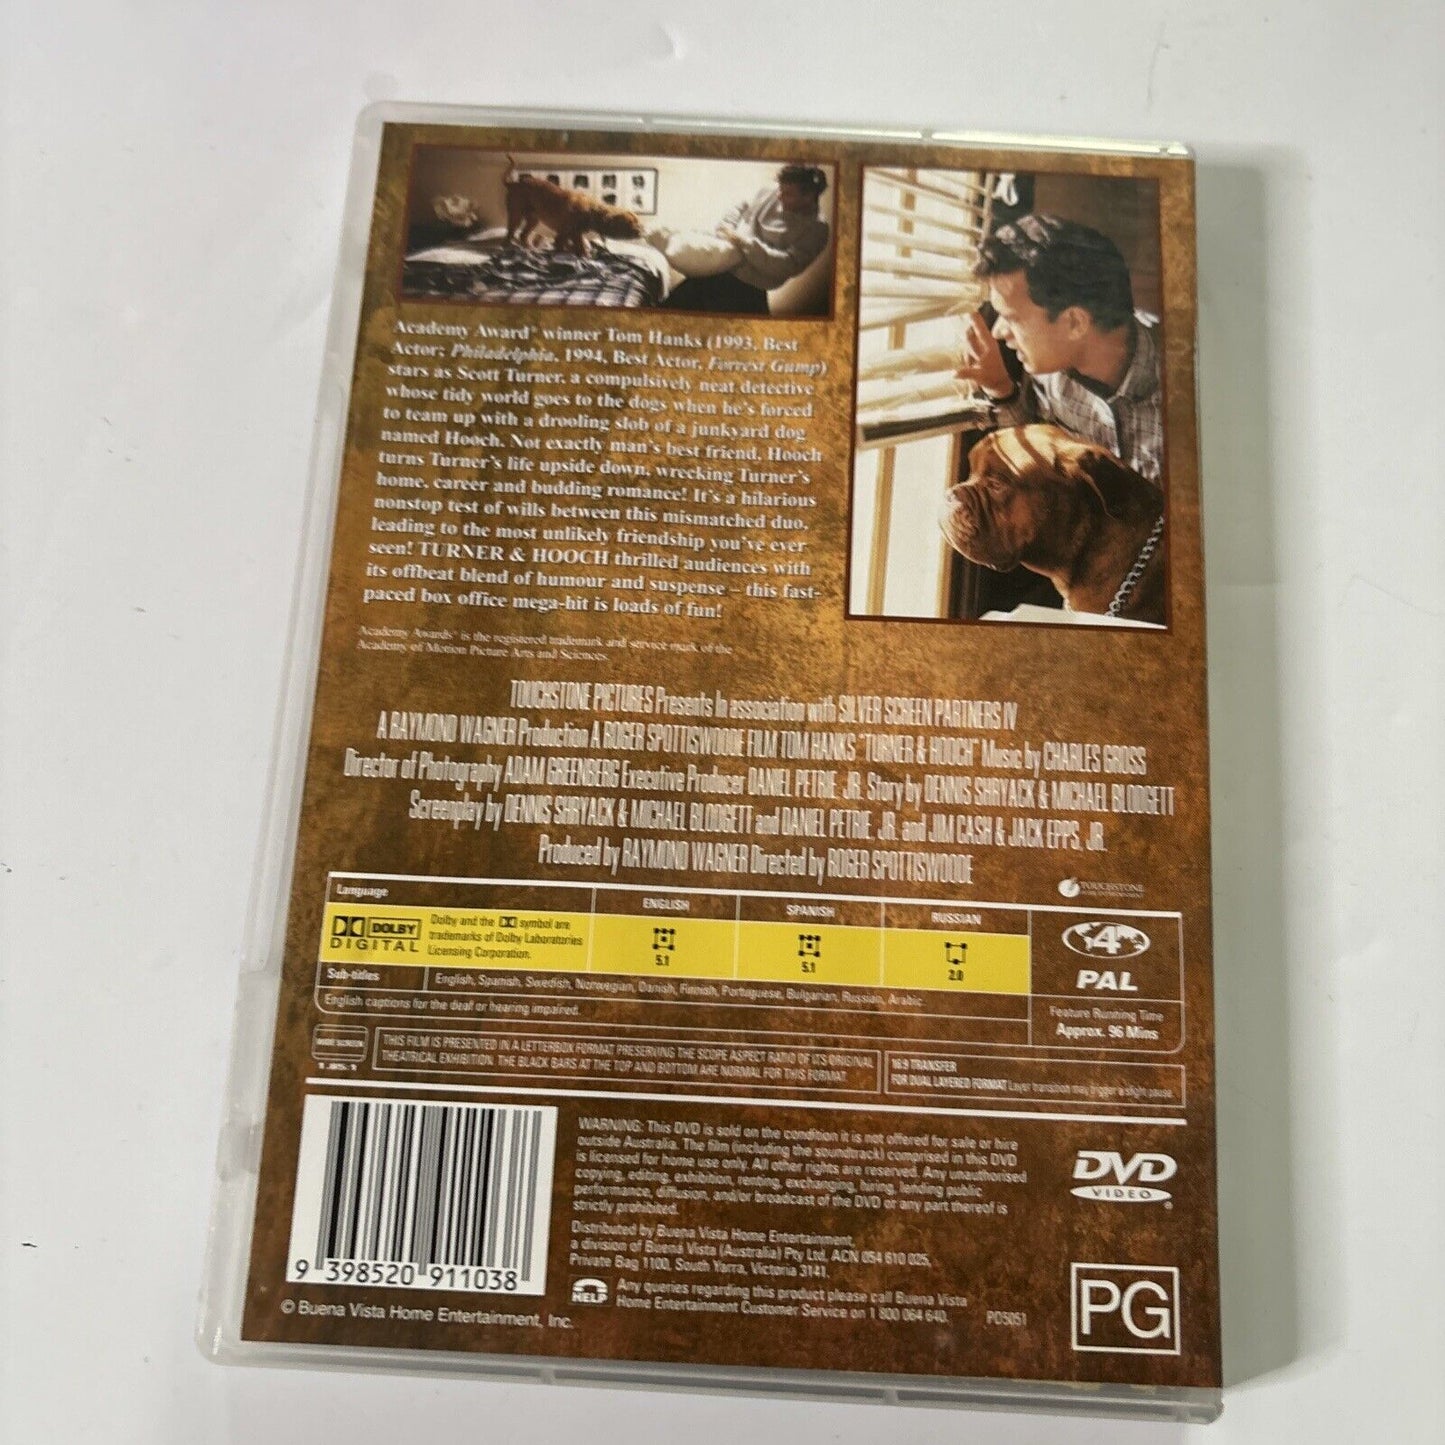 Academy Award® winner Tom Hanks (1993, Best
Actor; Philadelphia, 1994, Best Actor, Forrest Gump)
stars as Scott Turner, a compulsively neat detective
whose tidy world goes to the dogs when he's forced
to team up with a drooling slob of a junkyard dog
named Hooch. Not exactly man's best friend, Hooch
turns Turner's life upside down, wrecking Turner's
home, career and budding romance! It's a hilarious
nonstop test of wills between this mismatched duo,
leading to the most unlikely friendship you've ever
seen! TURNER & HOOCH thrilled audiences with
its offbeat blend of humour and suspense – this fast-
paced box office mega-hit is loads of fun!
Academy Awards® is the registered trademark and service mark of the
Academy of Motion Picture Arts and Sciences.
TOUCHSTONE PICTURES Presents In association with SILVER SCREEN PARTNERS IV
A RAYMOND WAGNER Production A ROGER SPOTTISWOODE FILM TOM HANKS "TURNER & HOOCH" Music by CHARLES GROSS
Director of Photography ADAM GREENBERG Executive Producer DANIEL PETRIE, JR. Story by DENNIS SHRYACK & MICHAEL BLODGETT
Screenplay by DENNIS SHRYACK & MICHAEL BLODGETT and DANIEL PETRIE, JR. and JIM CASH & JACK EPPS, JR.
Produced by RAYMOND WAGNER Directed by ROGER SPOTTISWOODE
TOUCHSTONE
HOME ENTERTAINMENT
Language
ENGLISH
SPANISH
RUSSIAN
DOLBY
DIGITAL
Dolby and the symbol are
trademarks of Dolby Laboratories
Licensing Corporation.
5.1
5.1
2.0
4
PAL
Sub-titles
English, Spanish, Swedish, Norwegian, Danish, Finnish, Portuguese, Bulgarian, Russian, Arabic
English captions for the deaf or hearing impaired.
Feature Running Time
Approx. 96 Mins
WIDE SCREEN
1.85:1
THIS FILM IS PRESENTED IN A LETTERBOX FORMAT PRESERVING THE SCOPE ASPECT RATIO OF ITS ORIGINAL
THEATRICAL EXHIBITION. THE BLACK BARS AT THE TOP AND BOTTOM ARE NORMAL FOR THIS FORMAT.
16:9 TRANSFER
FOR DUAL LAYERED FORMAT Layer transition may trigger a slight pause.
WARNING: This DVD is sold on the condition it is not offered for sale or hire
outside Australia. The film (including the soundtrack) comprised in this DVD
is licensed for home use only. All other rights are reserved. Any unauthorised
copying, editing, exhibition, renting, exchanging, hiring, lending public
performance, diffusion, and/or broadcast of the DVD or any part thereof is
strictly prohibited.
Distributed by Buena Vista Home Entertainment,
a division of Buena Vista (Australia) Pty Ltd. ACN 054 610 025,
Private Bag 1100, South Yarra, Victoria 3141.
HELP
Any queries regarding this product please call Buena Vista
Home Entertainment Customer Service on 1 800 064 640.
PD5051
DVD
VIDEO
PG
9 398520 911038
© Buena Vista Home Entertainment, Inc.